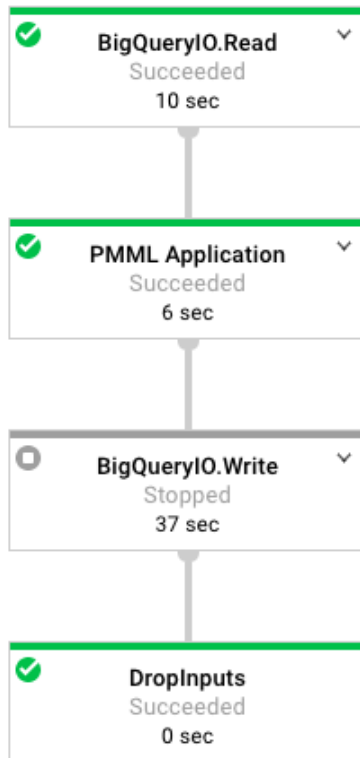 BigQueryIO.Read
Succeeded
10 sec
PMML Application
Succeeded
6 sec
BigQueryIO.Write
Stopped
37 sec
DropInputs
Succeeded
0 sec